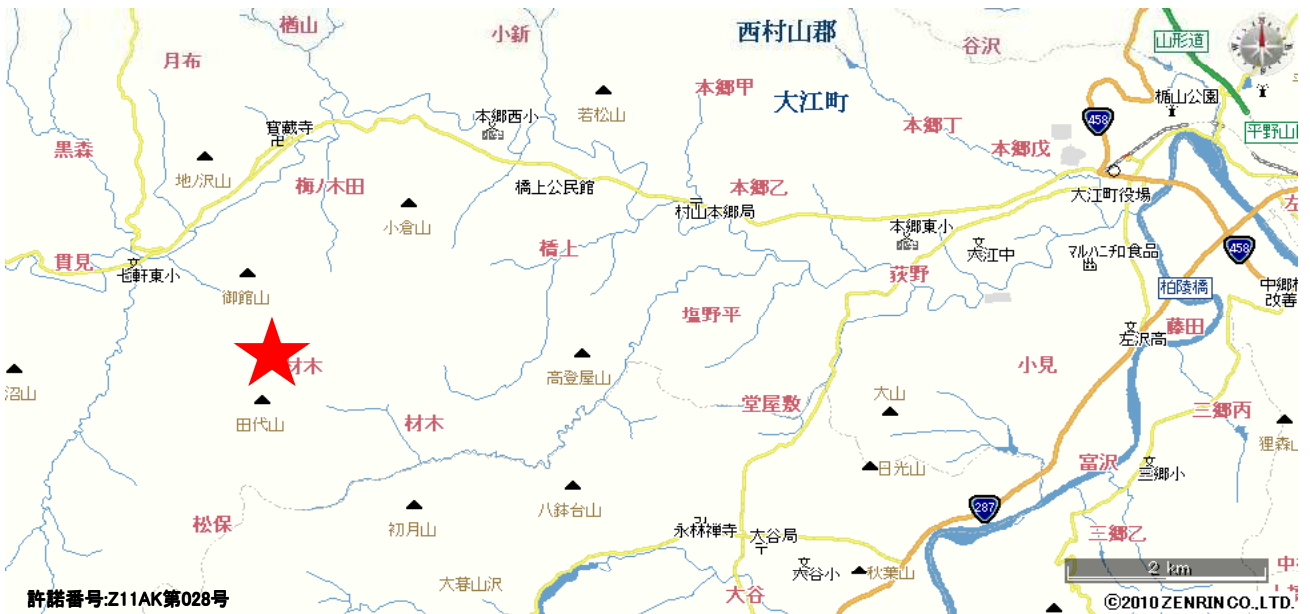 楢山
小釿
西村山郡
谷沢
山形道
月布
若松山
本郷甲
大江町
楯山公園
458
平野山
寳蔵寺
本郷西小
本郷丁
本郷戊
黒森
地ノ沢山
梅ノ木田
橋上公民館
本郷乙
大江町役場
左
小倉山
村山本郷局
本郷東小
橋上
大江中
マルハニチロ食品
458
貫見
七軒東小
荻野
御館山
柏陵橋
中郷
改善
塩野平
藤田
左沢高
材木
小見
沼山
高登屋山
大山
田代山
材木
堂屋敷
三郷丙
狸森山
日光山
富沢
三郷小
八鉢台山
287
松保
初月山
永林禅寺
大谷局
三郷乙
大谷小
秋葉山
大暮山沢
大谷
2 km
中
許諾番号:Z11AK第028号
©2010 ZENRIN CO., LTD.